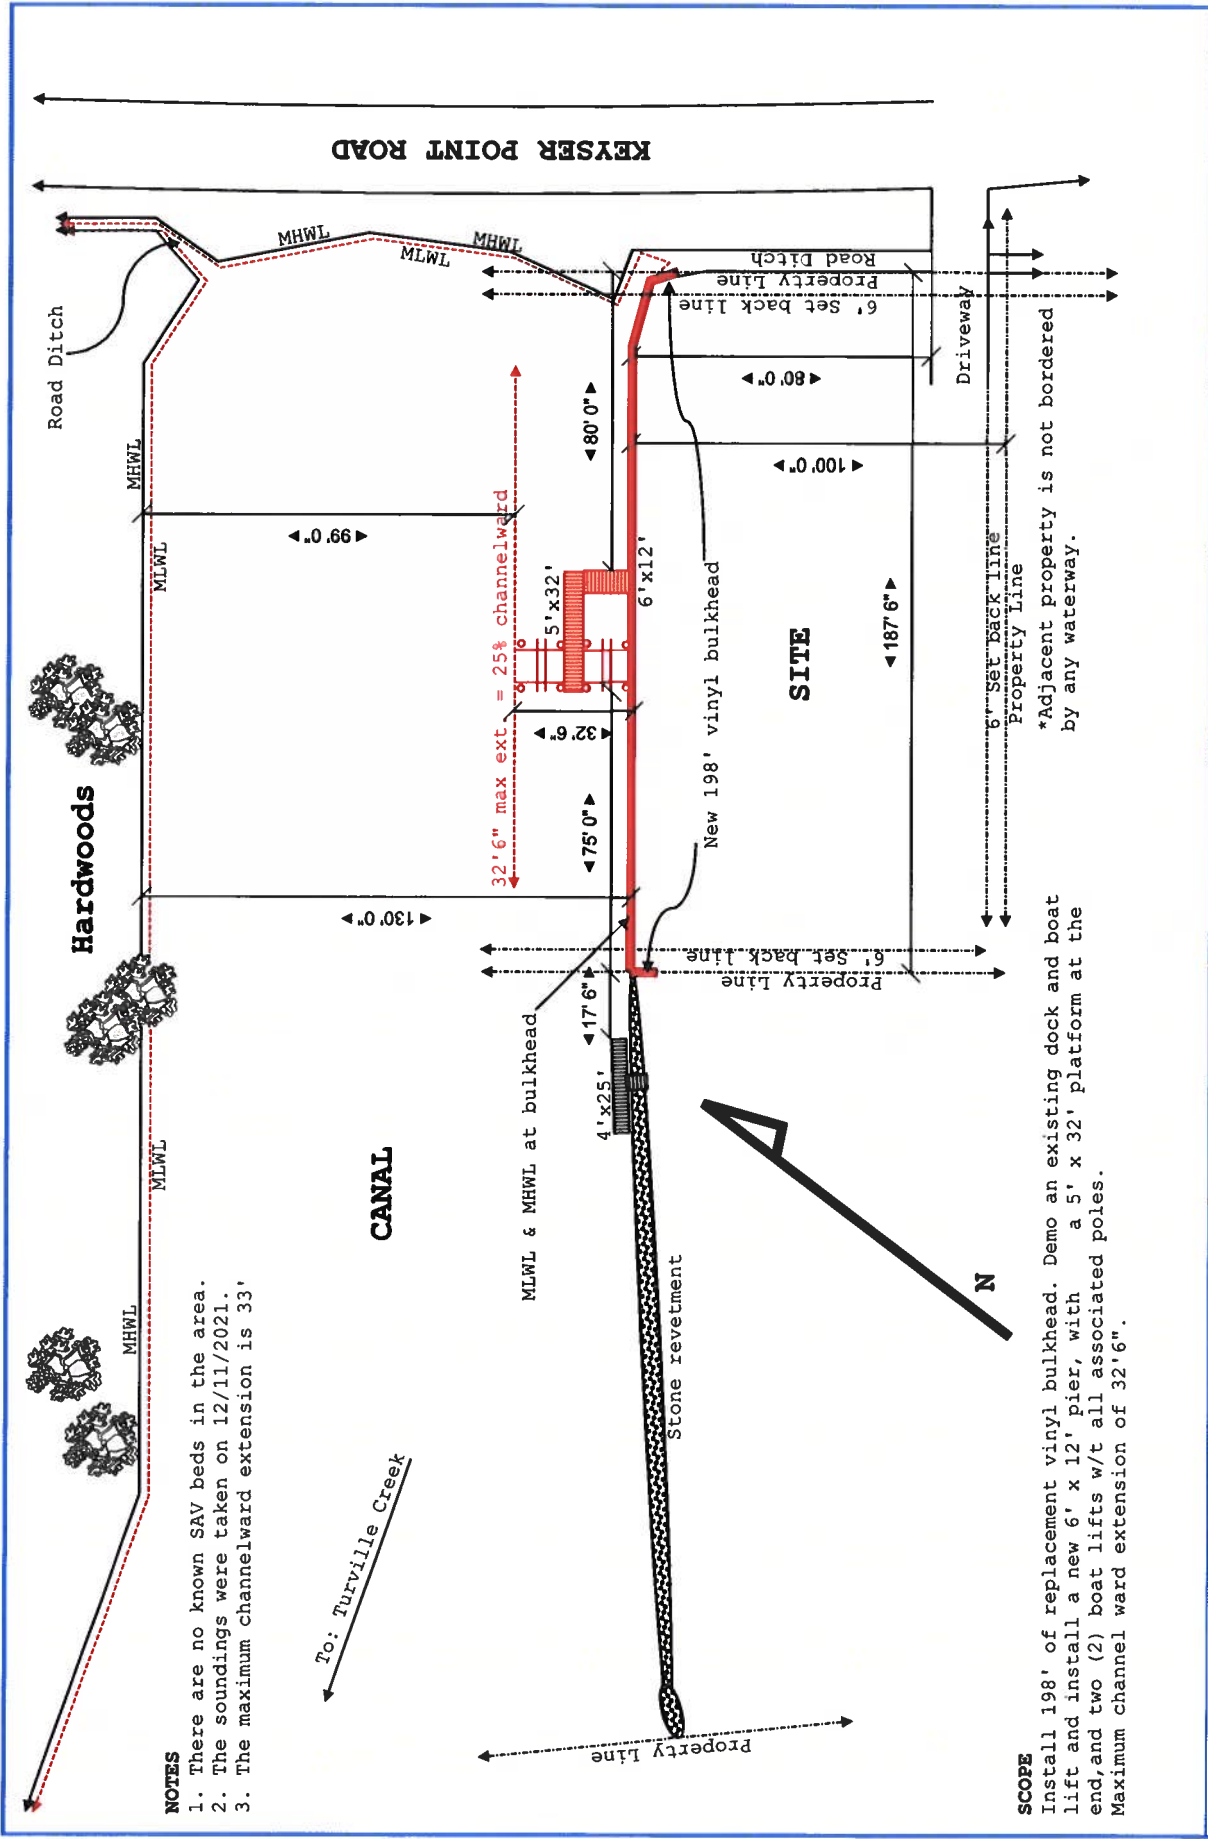 KEYSER POINT ROAD
Road Ditch
MHWL
MLWL
MHWL
MHWL
MLWL
Hardwoods
MHWL
MLWL
Road Ditch
Property Line
6' Set back line
Driveway
80' 0"
100' 0"
80' 0"
99' 0"
32'6" max ext. = 25% channelward
5'x32'
6'x12'
32' 6"
75' 0"
130' 0"
187' 6"
New 198' vinyl bulkhead
SITE
6' Set back line
Property Line
*Adjacent property is not bordered
by any waterway.
6' Set back line
Property Line
17' 6"
4'x25'
MLWL & MHWL at bulkhead
CANAL
Stone revetment
N
To: Turville Creek
Property Line
NOTES
1. There are no known SAV beds in the area.
2. The soundings were taken on 12/11/2021.
3. The maximum channelward extension is 33'
SCOPE
Install 198' of replacement vinyl bulkhead. Demo an existing dock and boat
lift and install a new 6' x 12' pier, with a 5' x 32' platform at the
end,and two (2) boat lifts w/t all associated poles.
Maximum channel ward extension of 32'6".